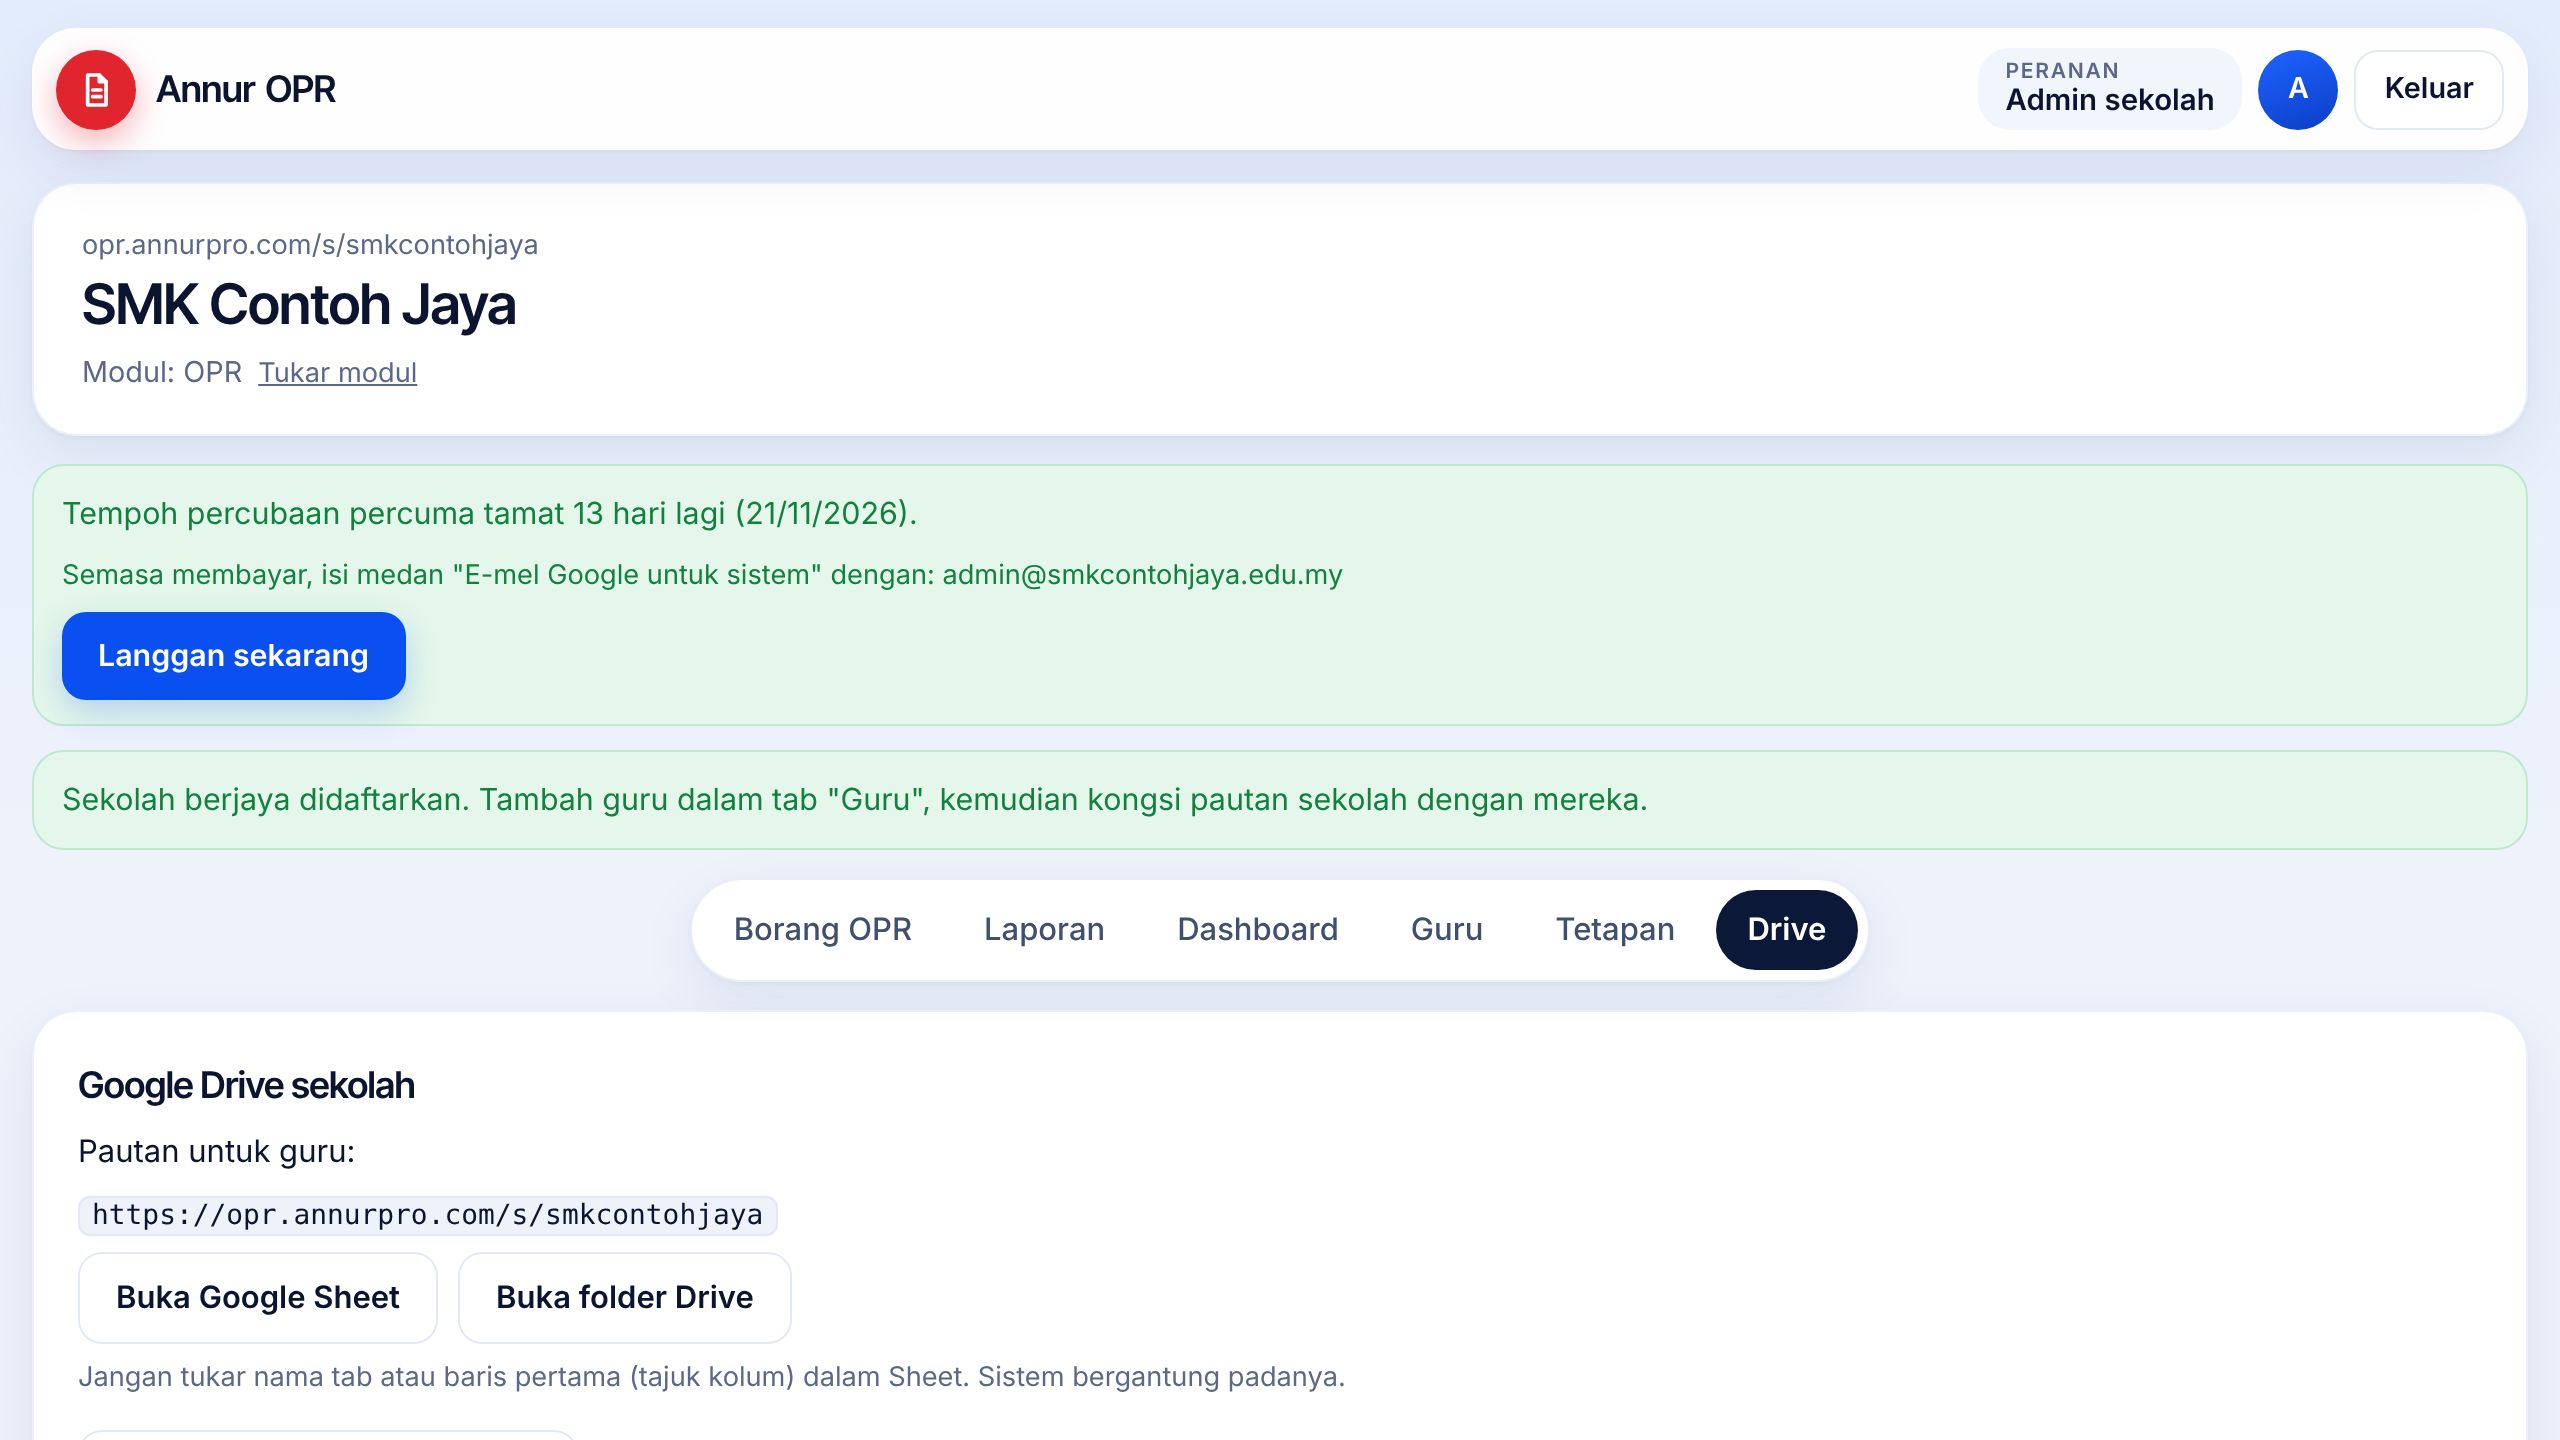 Annur OPR
PERANAN
Admin sekolah
A
Keluar
opr.annurpro.com/s/smkcontohjaya
SMK Contoh Jaya
Modul: OPR Tukar modul
Tempoh percubaan percuma tamat 13 hari lagi (21/11/2026).
Semasa membayar, isi medan "E-mel Google untuk sistem" dengan: admin@smkcontohjaya.edu.my
Langgan sekarang
Sekolah berjaya didaftarkan. Tambah guru dalam tab "Guru", kemudian kongsi pautan sekolah dengan mereka.
Borang OPR Laporan Dashboard Guru Tetapan Drive
Google Drive sekolah
Pautan untuk guru:
https://opr.annurpro.com/s/smkcontohjaya
Buka Google Sheet Buka folder Drive
Jangan tukar nama tab atau baris pertama (tajuk kolum) dalam Sheet. Sistem bergantung padanya.